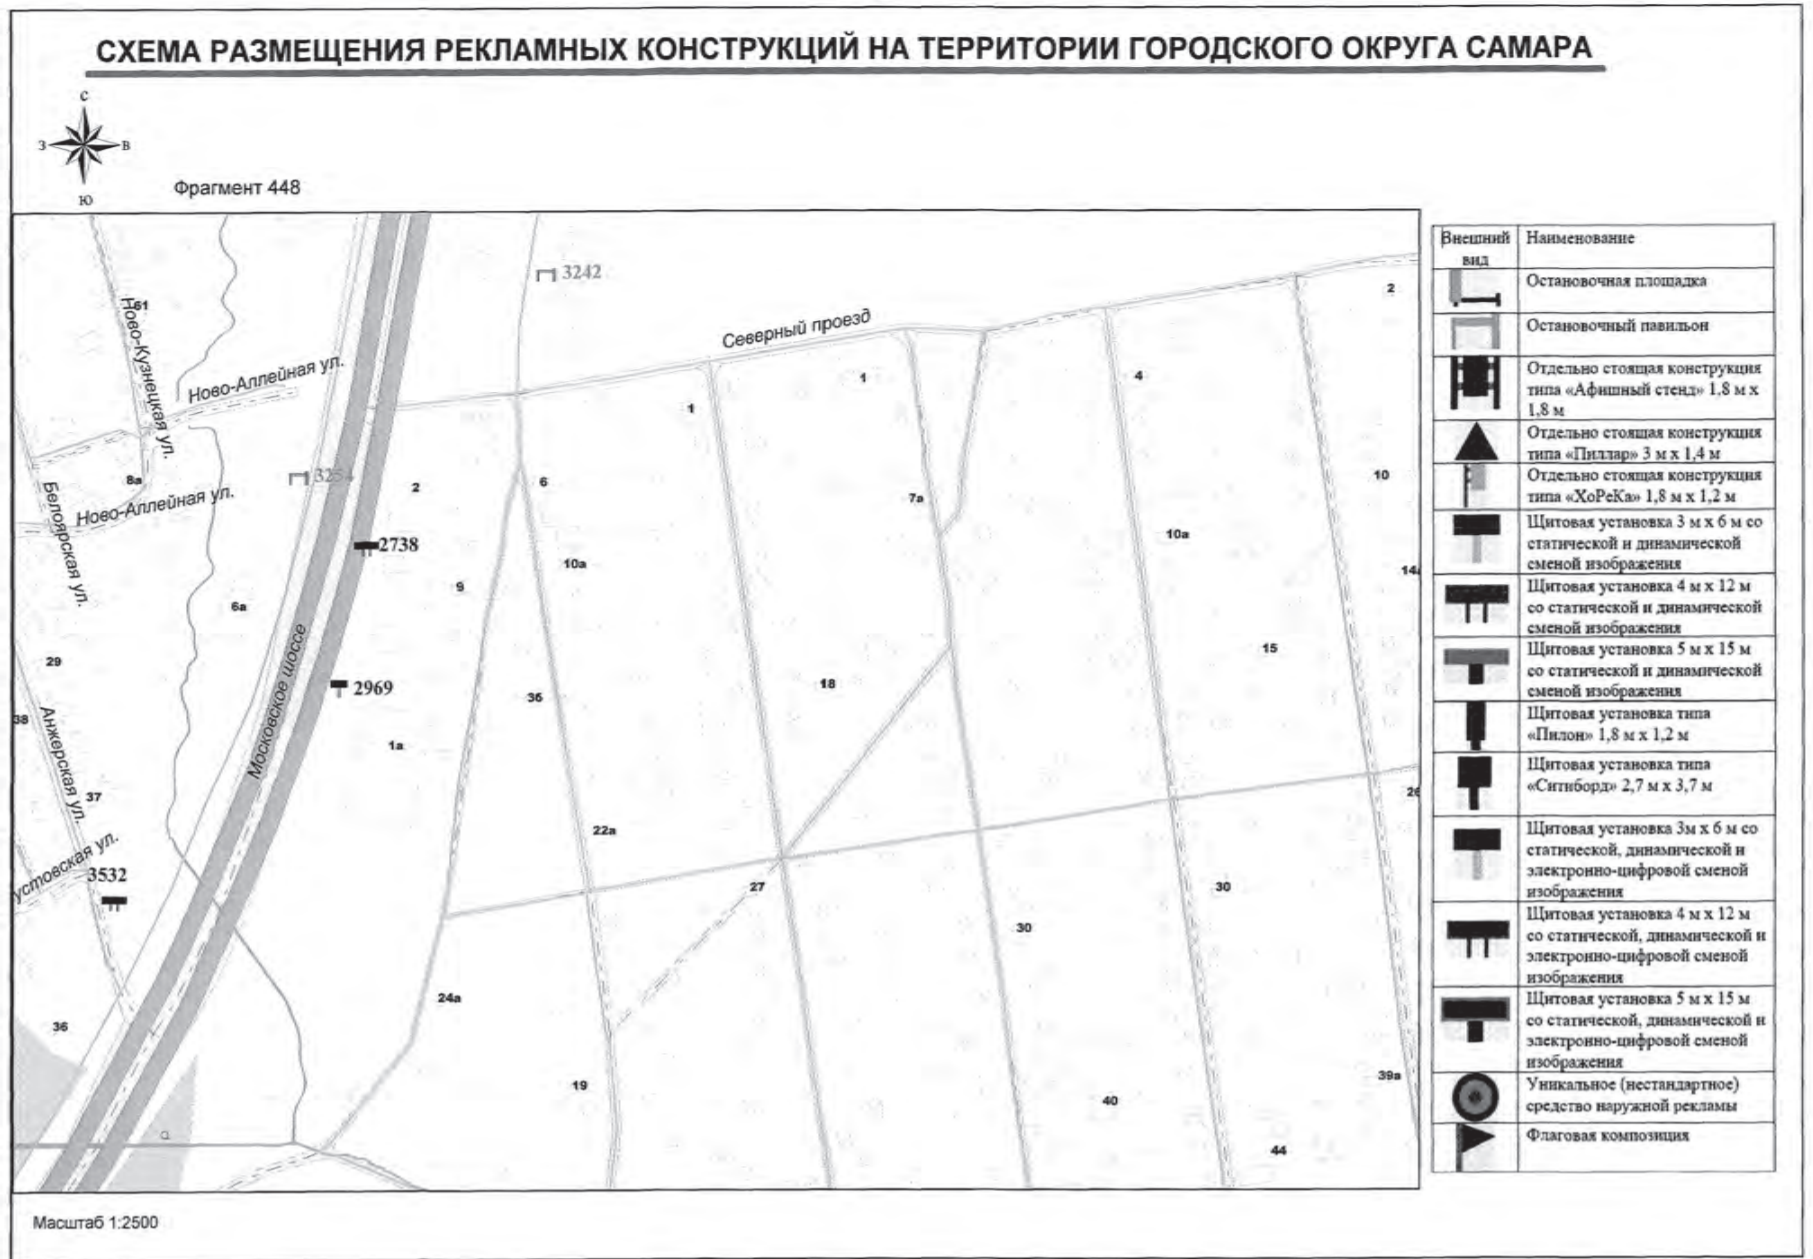 СХЕМА РАЗМЕЩЕНИЯ РЕКЛАМНЫХ КОНСТРУКЦИЙ НА ТЕРРИТОРИИ ГОРОДСКОГО ОКРУГА САМАРА
С
З
В
Ю
Фрагмент 448
3242
Северный проезд
2
61
Ново-Кузнецкая ул.
Ново-Аллейная ул.
1
1
4
8а
3254
2
6
7а
10
Ново-Аллейная ул.
Белоярская ул.
2738
10а
10а
9
14а
6а
Московское шоссе
29
2969
36
18
15
38
Анжерская ул.
1а
37
22а
26
устовская ул.
3532
27
30
30
24а
36
19
40
39а
44
Внешний вид
Наименование
Остановочная площадка
Остановочный павильон
Отдельно стоящая конструкция
типа «Афишный стенд» 1,8 м х
1,8 м
Отдельно стоящая конструкция
типа «Пиллар» 3 м х 1,4 м
Отдельно стоящая конструкция
типа «ХоРеКа» 1,8 м х 1,2 м
Щитовая установка 3 м х 6 м со
статической и динамической
сменой изображения
Щитовая установка 4 м х 12 м
со статической и динамической
сменой изображения
Щитовая установка 5 м х 15 м
со статической и динамической
сменой изображения
Щитовая установка типа
«Пилон» 1,8 м х 1,2 м
Щитовая установка типа
«Ситиборд» 2,7 м х 3,7 м
Щитовая установка 3м х 6 м со
статической, динамической и
электронно-цифровой сменой
изображения
Щитовая установка 4 м х 12 м
со статической, динамической и
электронно-цифровой сменой
изображения
Щитовая установка 5 м х 15 м
со статической, динамической и
электронно-цифровой сменой
изображения
Уникальное (нестандартное)
средство наружной рекламы
Флаговая композиция
Масштаб 1:2500